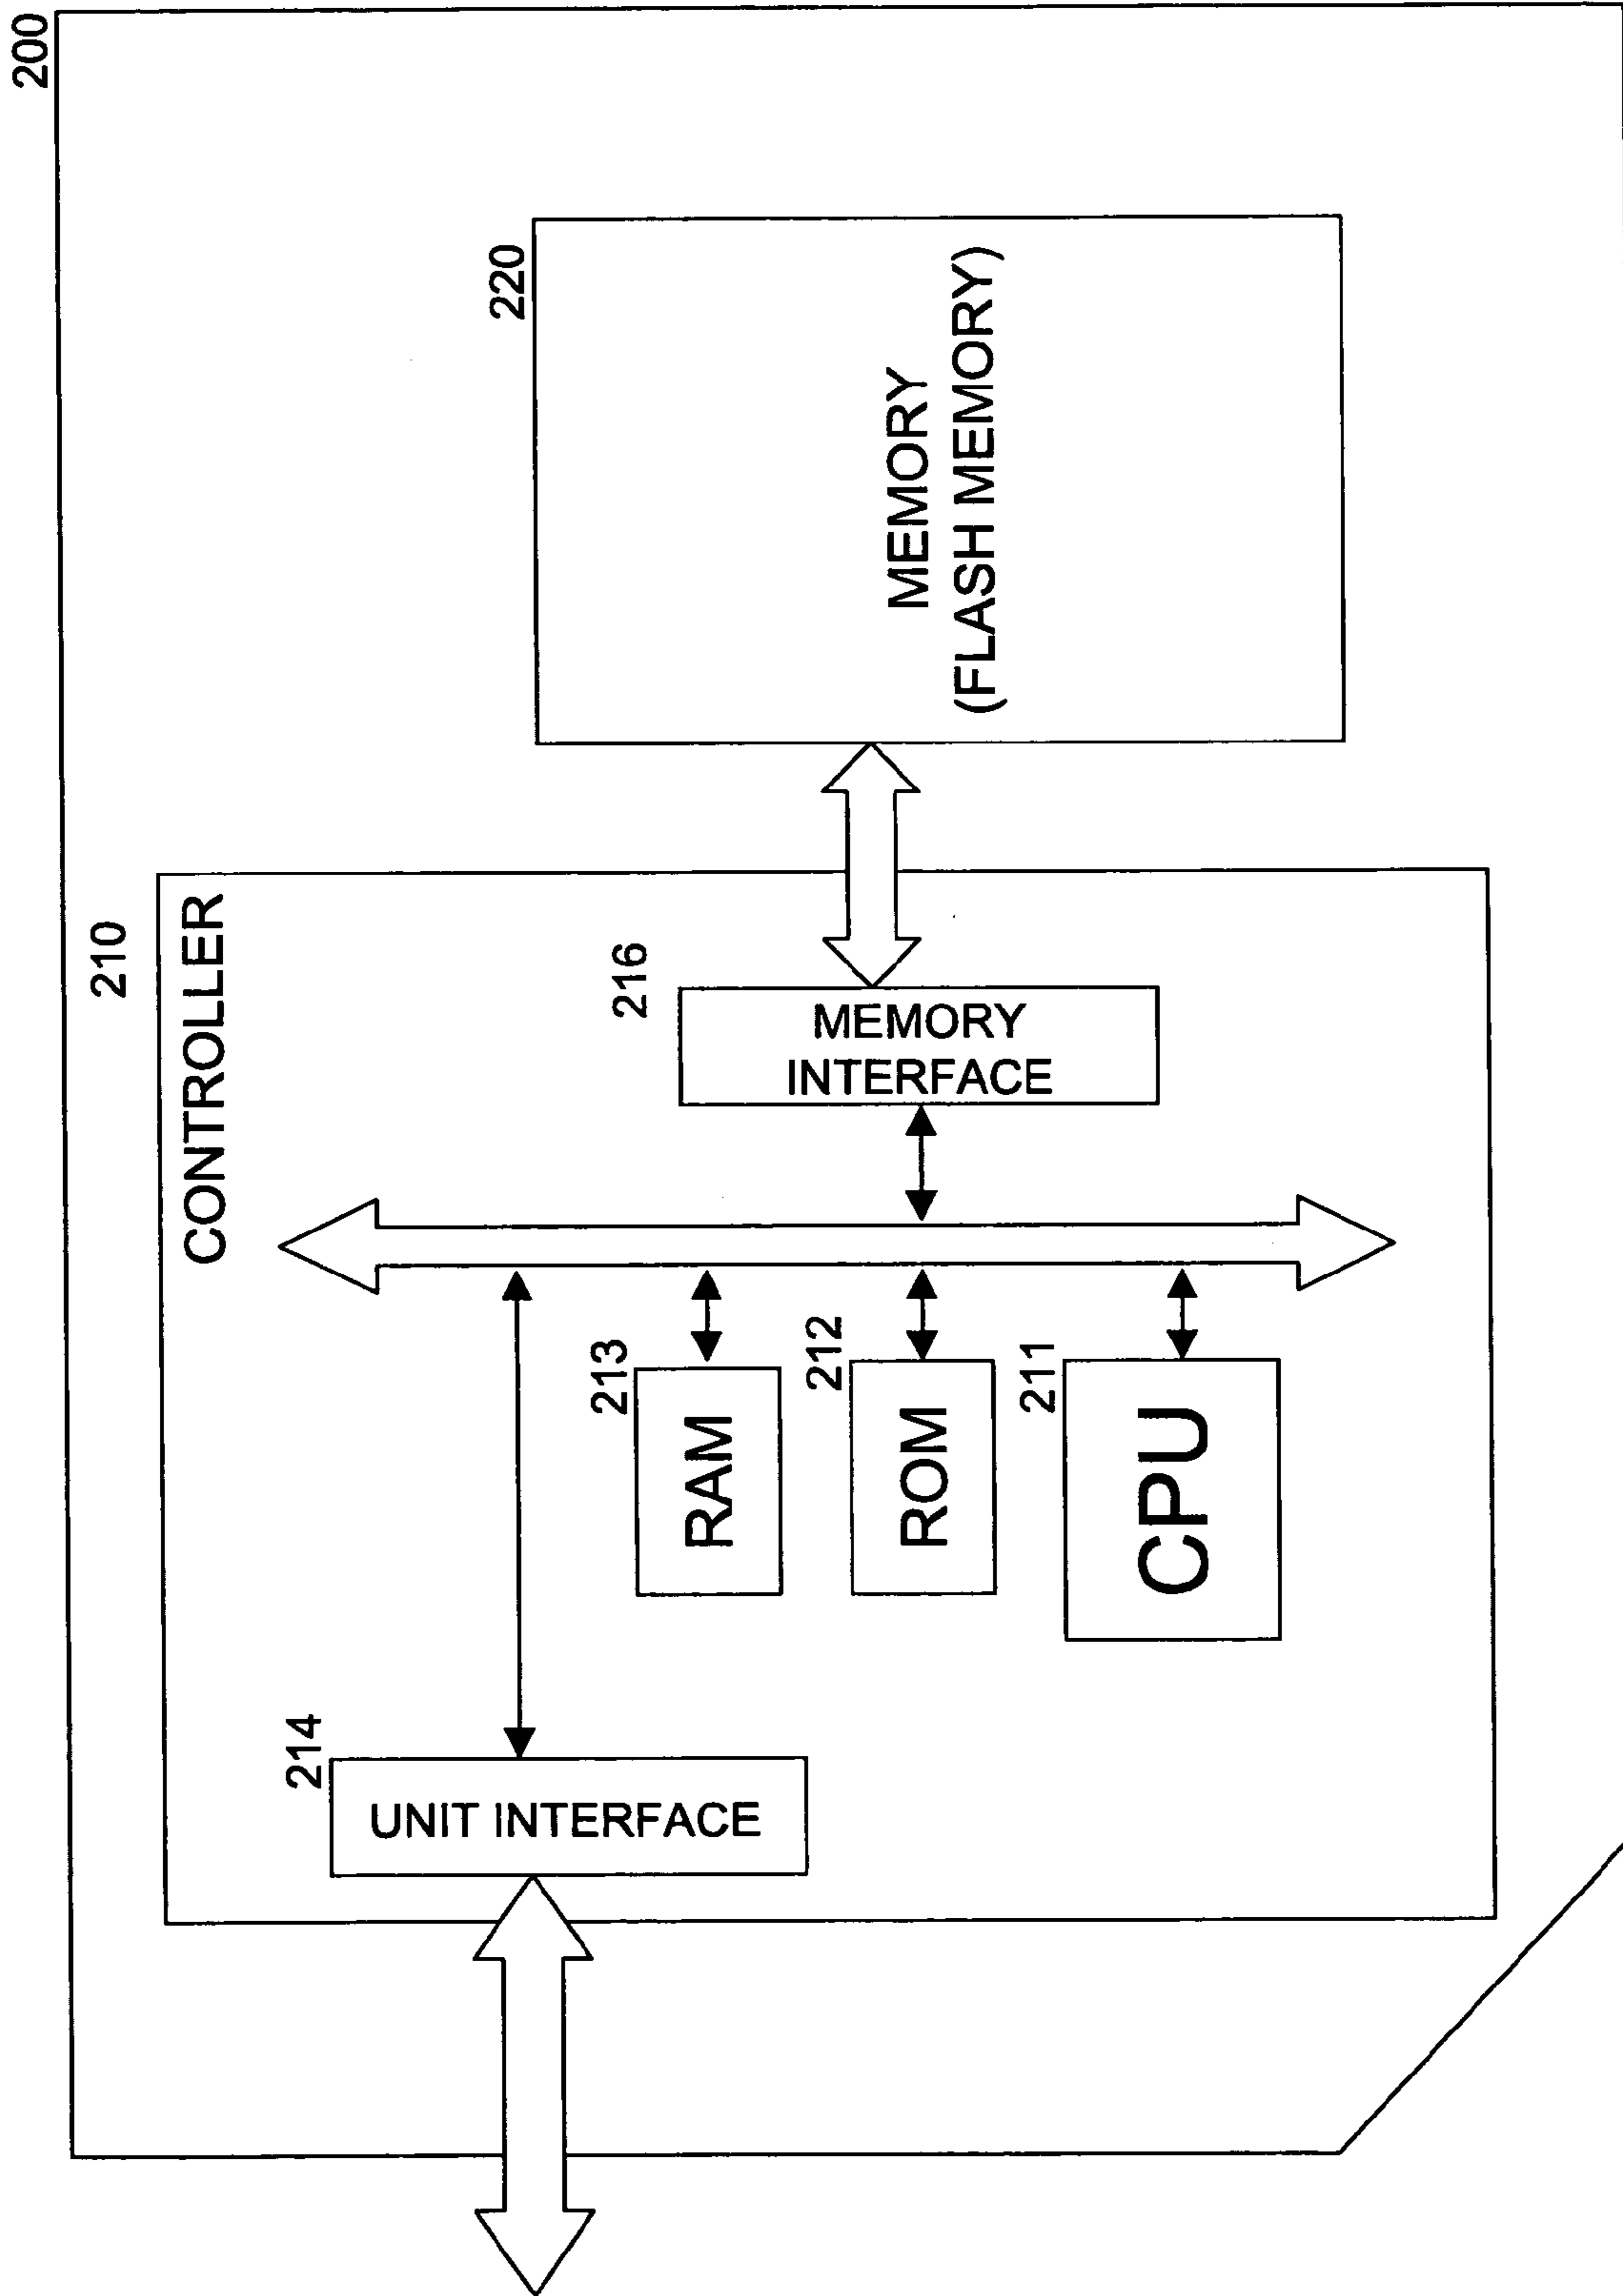 200
210
CONTROLLER
214
UNIT INTERFACE
213
RAM
212
ROM
211
CPU
216
MEMORY
INTERFACE
220
MEMORY
(FLASH MEMORY)